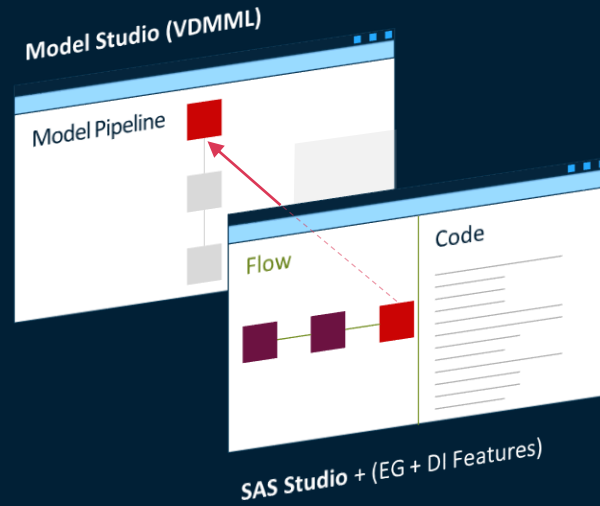 Model Studio (VDMML)
Model Pipeline
Flow
Code
SAS Studio + (EG + DI Features)